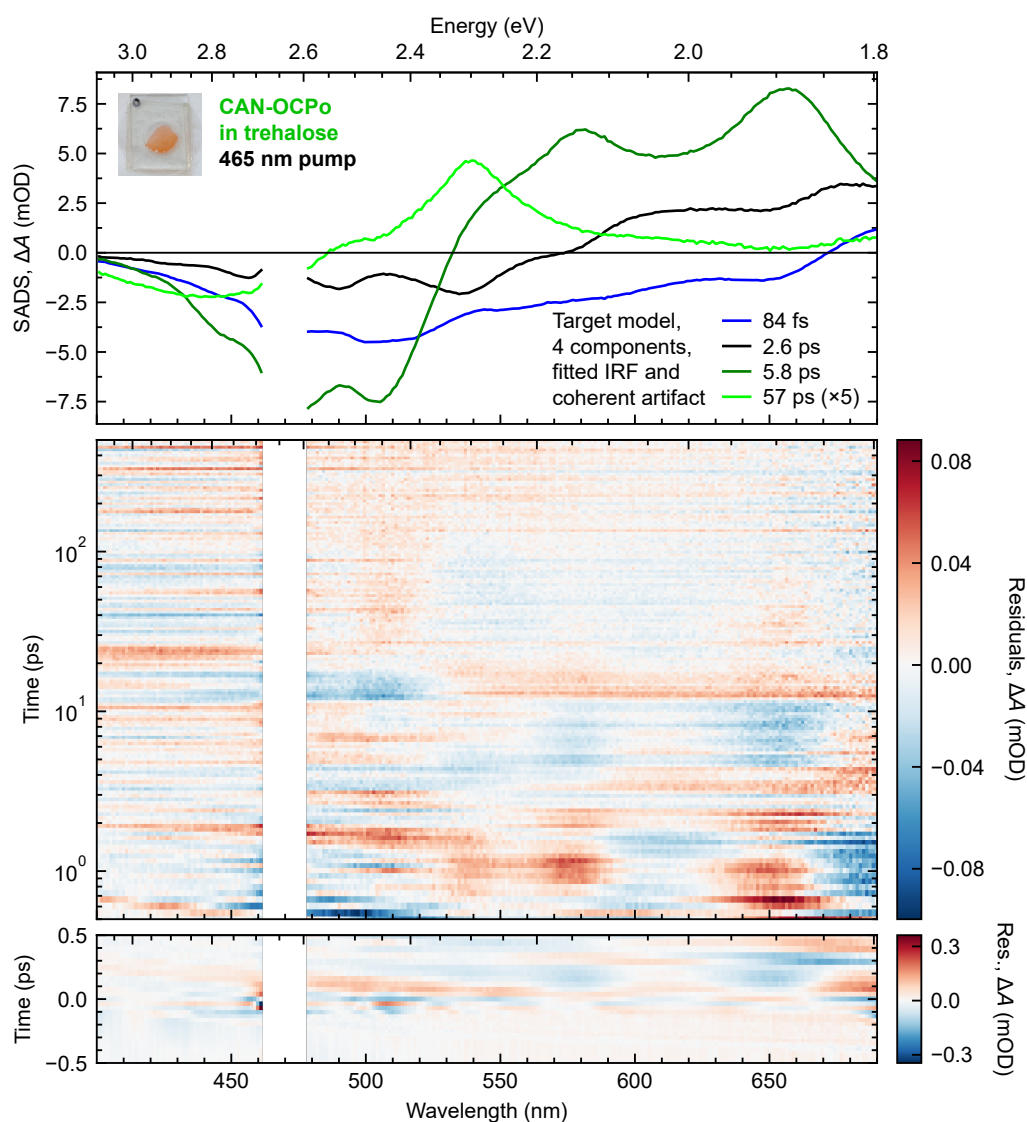 Energy (eV)
3.0 2.8 2.6 2.4 2.2 2.0 1.8
7.5
5.0
2.5
0.0
−2.5
−5.0
−7.5
SADS, ΔA (mOD)
CAN-OCPo
in trehalose
465 nm pump
Target model,
4 components,
fitted IRF and
coherent artifact
84 fs
2.6 ps
5.8 ps
57 ps (×5)
10²
10¹
10⁰
Time (ps)
0.08
0.04
0.00
−0.04
−0.08
Residuals, ΔA (mOD)
0.5
0.0
−0.5
Time (ps)
0.3
0.0
−0.3
Res., ΔA (mOD)
450 500 550 600 650
Wavelength (nm)